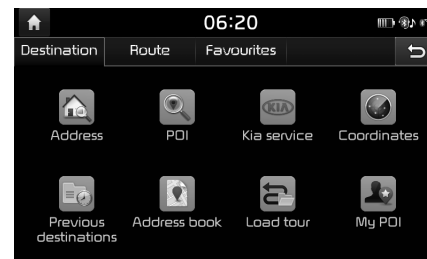 06:20
Destination Route Favourites
KIA
Address POI Kia service Coordinates
Previous destinations Address book Load tour My POI